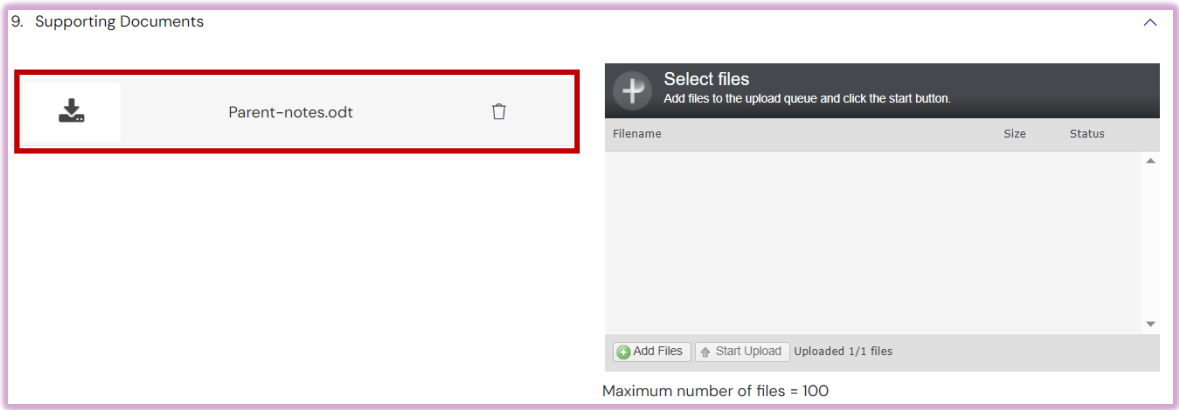 9. Supporting Documents
Parent-notes.odt
Select files
Add files to the upload queue and click the start button.
Filename Size Status
Add Files Start Upload Uploaded 1/1 files
Maximum number of files = 100